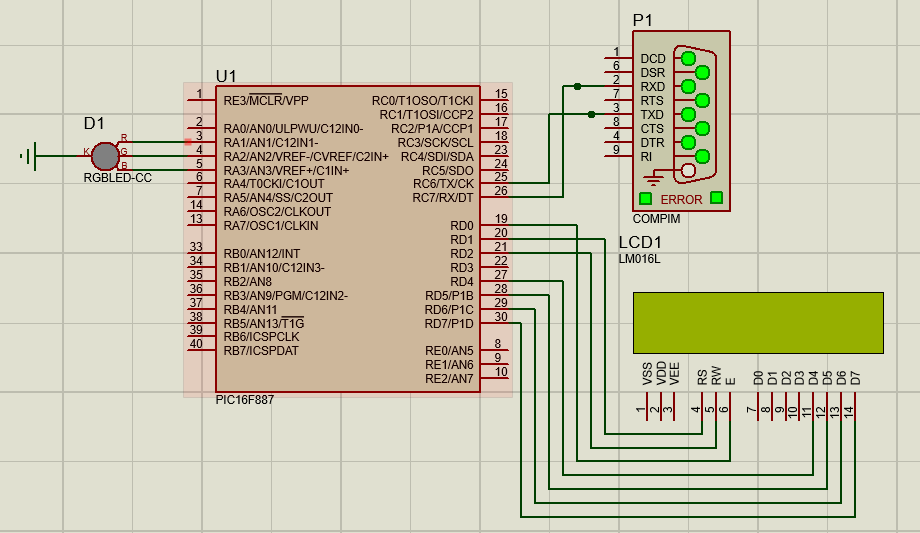 P1
U1
D1
R
K
G
B
RGBLED-CC
1 RE3/MCLR/VPP RC0/T1OSO/T1CKI 15
RC1/T1OSI/CCP2 16
2 RA0/AN0/ULPWU/C12IN0- RC2/P1A/CCP1 17
3 RA1/AN1/C12IN1- RC3/SCK/SCL 18
4 RA2/AN2/VREF-/CVREF/C2IN+ RC4/SDI/SDA 23
5 RA3/AN3/VREF+/C1IN+ RC5/SDO 24
6 RA4/T0CKI/C1OUT RC6/TX/CK 25
7 RA5/AN4/SS/C2OUT RC7/RX/DT 26
14 RA6/OSC2/CLKOUT
13 RA7/OSC1/CLKIN RD0 19
RD1 20
33 RB0/AN12/INT RD2 21
34 RB1/AN10/C12IN3- RD3 22
35 RB2/AN8 RD4 27
36 RB3/AN9/PGM/C12IN2- RD5/P1B 28
37 RB4/AN11 RD6/P1C 29
38 RB5/AN13/T1G RD7/P1D 30
39 RB6/ICSPCLK
40 RB7/ICSPDAT RE0/AN5 8
RE1/AN6 9
RE2/AN7 10
PIC16F887
1 DCD
6 DSR
2 RXD
7 RTS
3 TXD
8 CTS
4 DTR
9 RI
ERROR
COMPIM
LCD1
LM016L
VSS VDD VEE RS RW E D0 D1 D2 D3 D4 D5 D6 D7
1 2 3 4 5 6 7 8 9 10 11 12 13 14